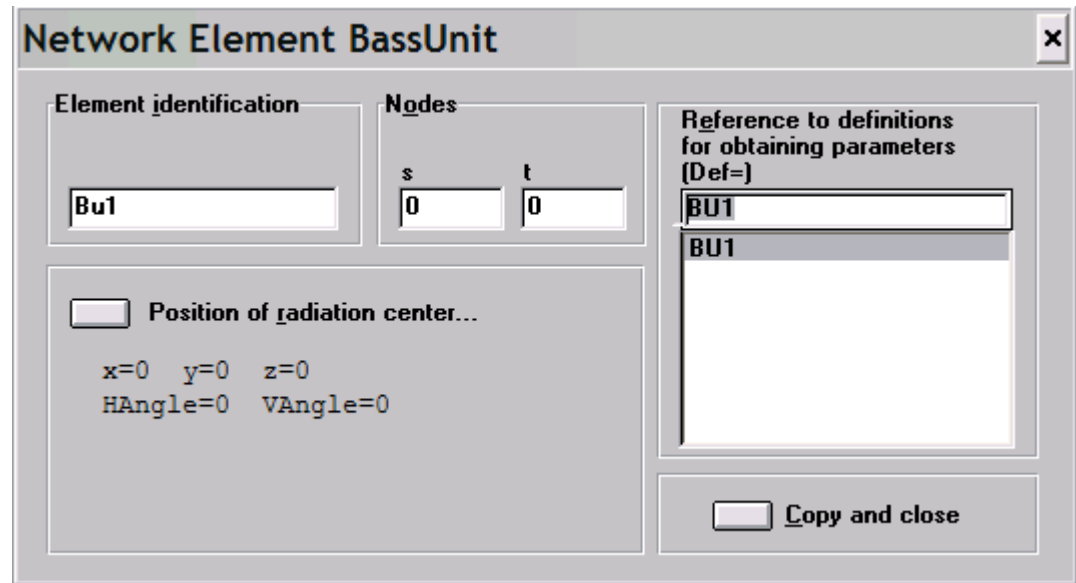 Network Element BassUnit
×
Element identification
Bu1
Nodes
s t
0 0
Reference to definitions
for obtaining parameters
(Def=)
BU1
BU1
Position of radiation center...
x=0 y=0 z=0
HAngle=0 VAngle=0
Copy and close